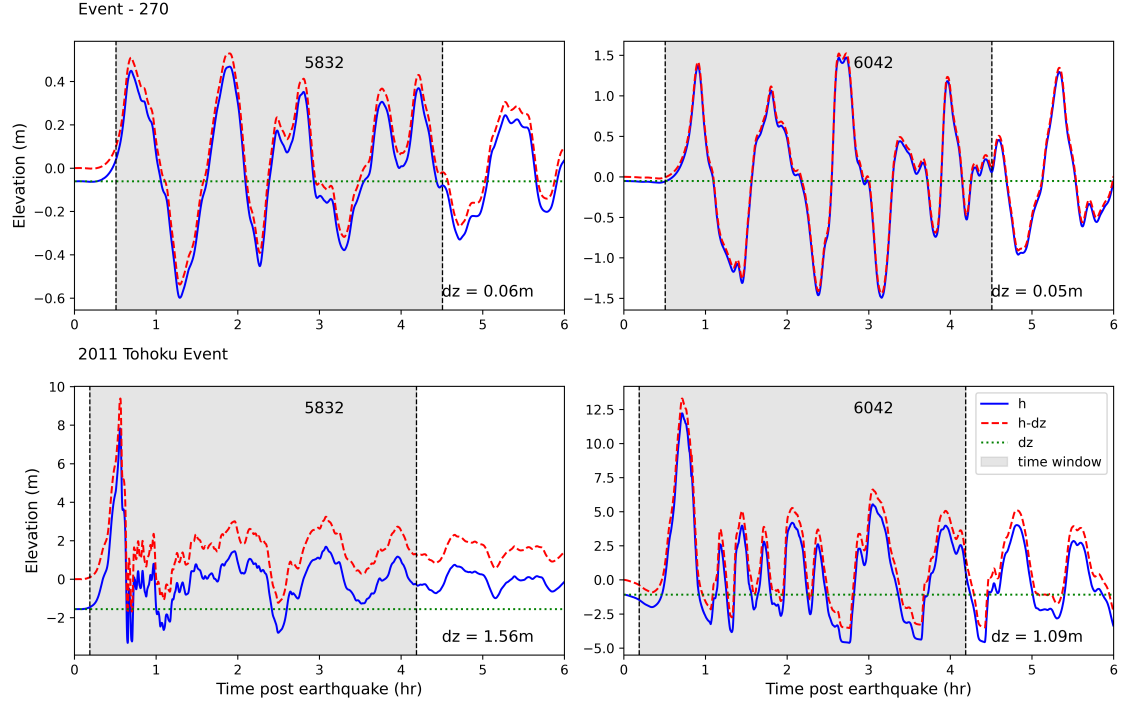 Event - 270
Elevation (m)
0.4
0.2
0.0
−0.2
−0.4
−0.6
5832
dz = 0.06m
0 1 2 3 4 5 6
1.5
1.0
0.5
0.0
−0.5
−1.0
−1.5
6042
dz = 0.05m
0 1 2 3 4 5 6
2011 Tohoku Event
Elevation (m)
10
8
6
4
2
0
−2
5832
dz = 1.56m
0 1 2 3 4 5 6
Time post earthquake (hr)
12.5
10.0
7.5
5.0
2.5
0.0
−2.5
−5.0
6042
h
h-dz
dz
time window
dz = 1.09m
0 1 2 3 4 5 6
Time post earthquake (hr)